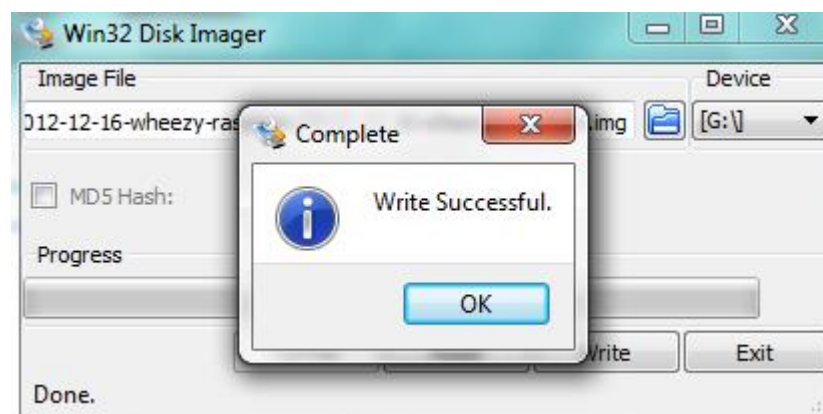 Win32 Disk Imager
Image File
Device
012-12-16-wheezy-ras
.img
[G:\]
Complete
Write Successful.
MD5 Hash:
Progress
OK
Write
Exit
Done.